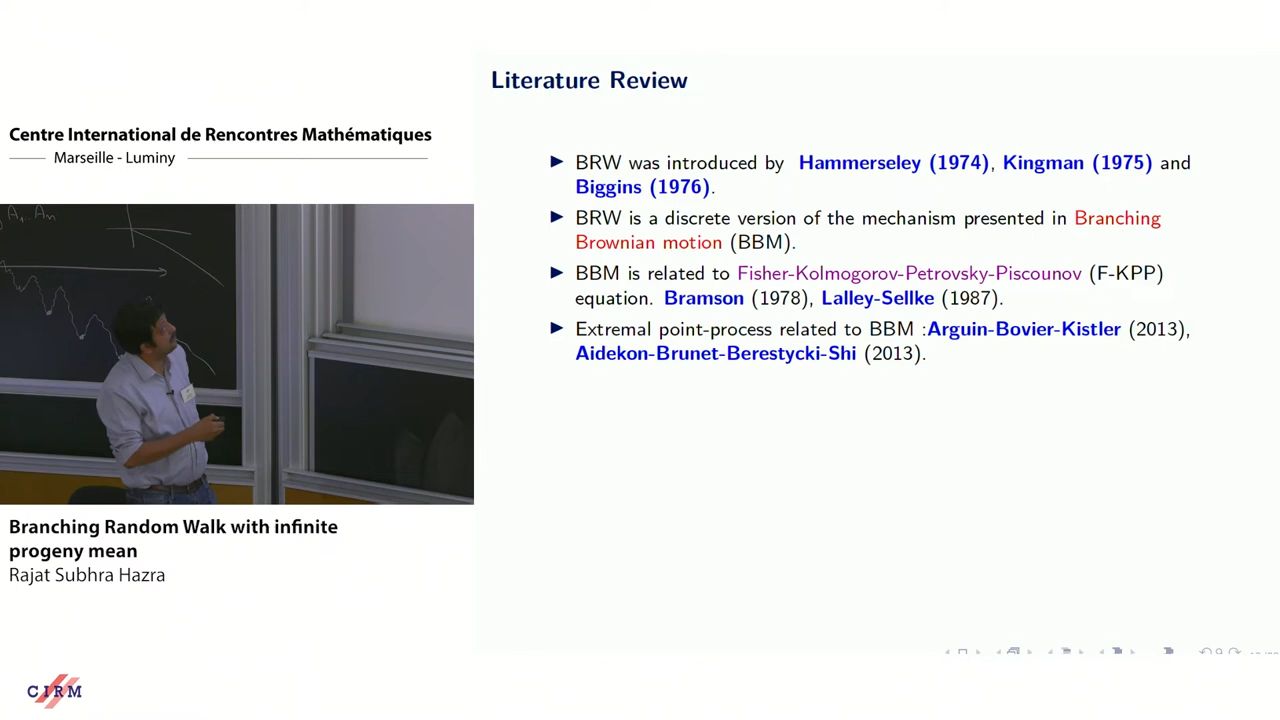 Centre International de Rencontres Mathématiques
Marseille - Luminy
A₁ Aₙ
Branching Random Walk with infinite
progeny mean
Rajat Subhra Hazra
CIRM
Literature Review
BRW was introduced by Hammerseley (1974), Kingman (1975) and
Biggins (1976).
BRW is a discrete version of the mechanism presented in Branching
Brownian motion (BBM).
BBM is related to Fisher-Kolmogorov-Petrovsky-Piscounov (F-KPP)
equation. Bramson (1978), Lalley-Sellke (1987).
Extremal point-process related to BBM :Arguin-Bovier-Kistler (2013),
Aidekon-Brunet-Berestycki-Shi (2013).